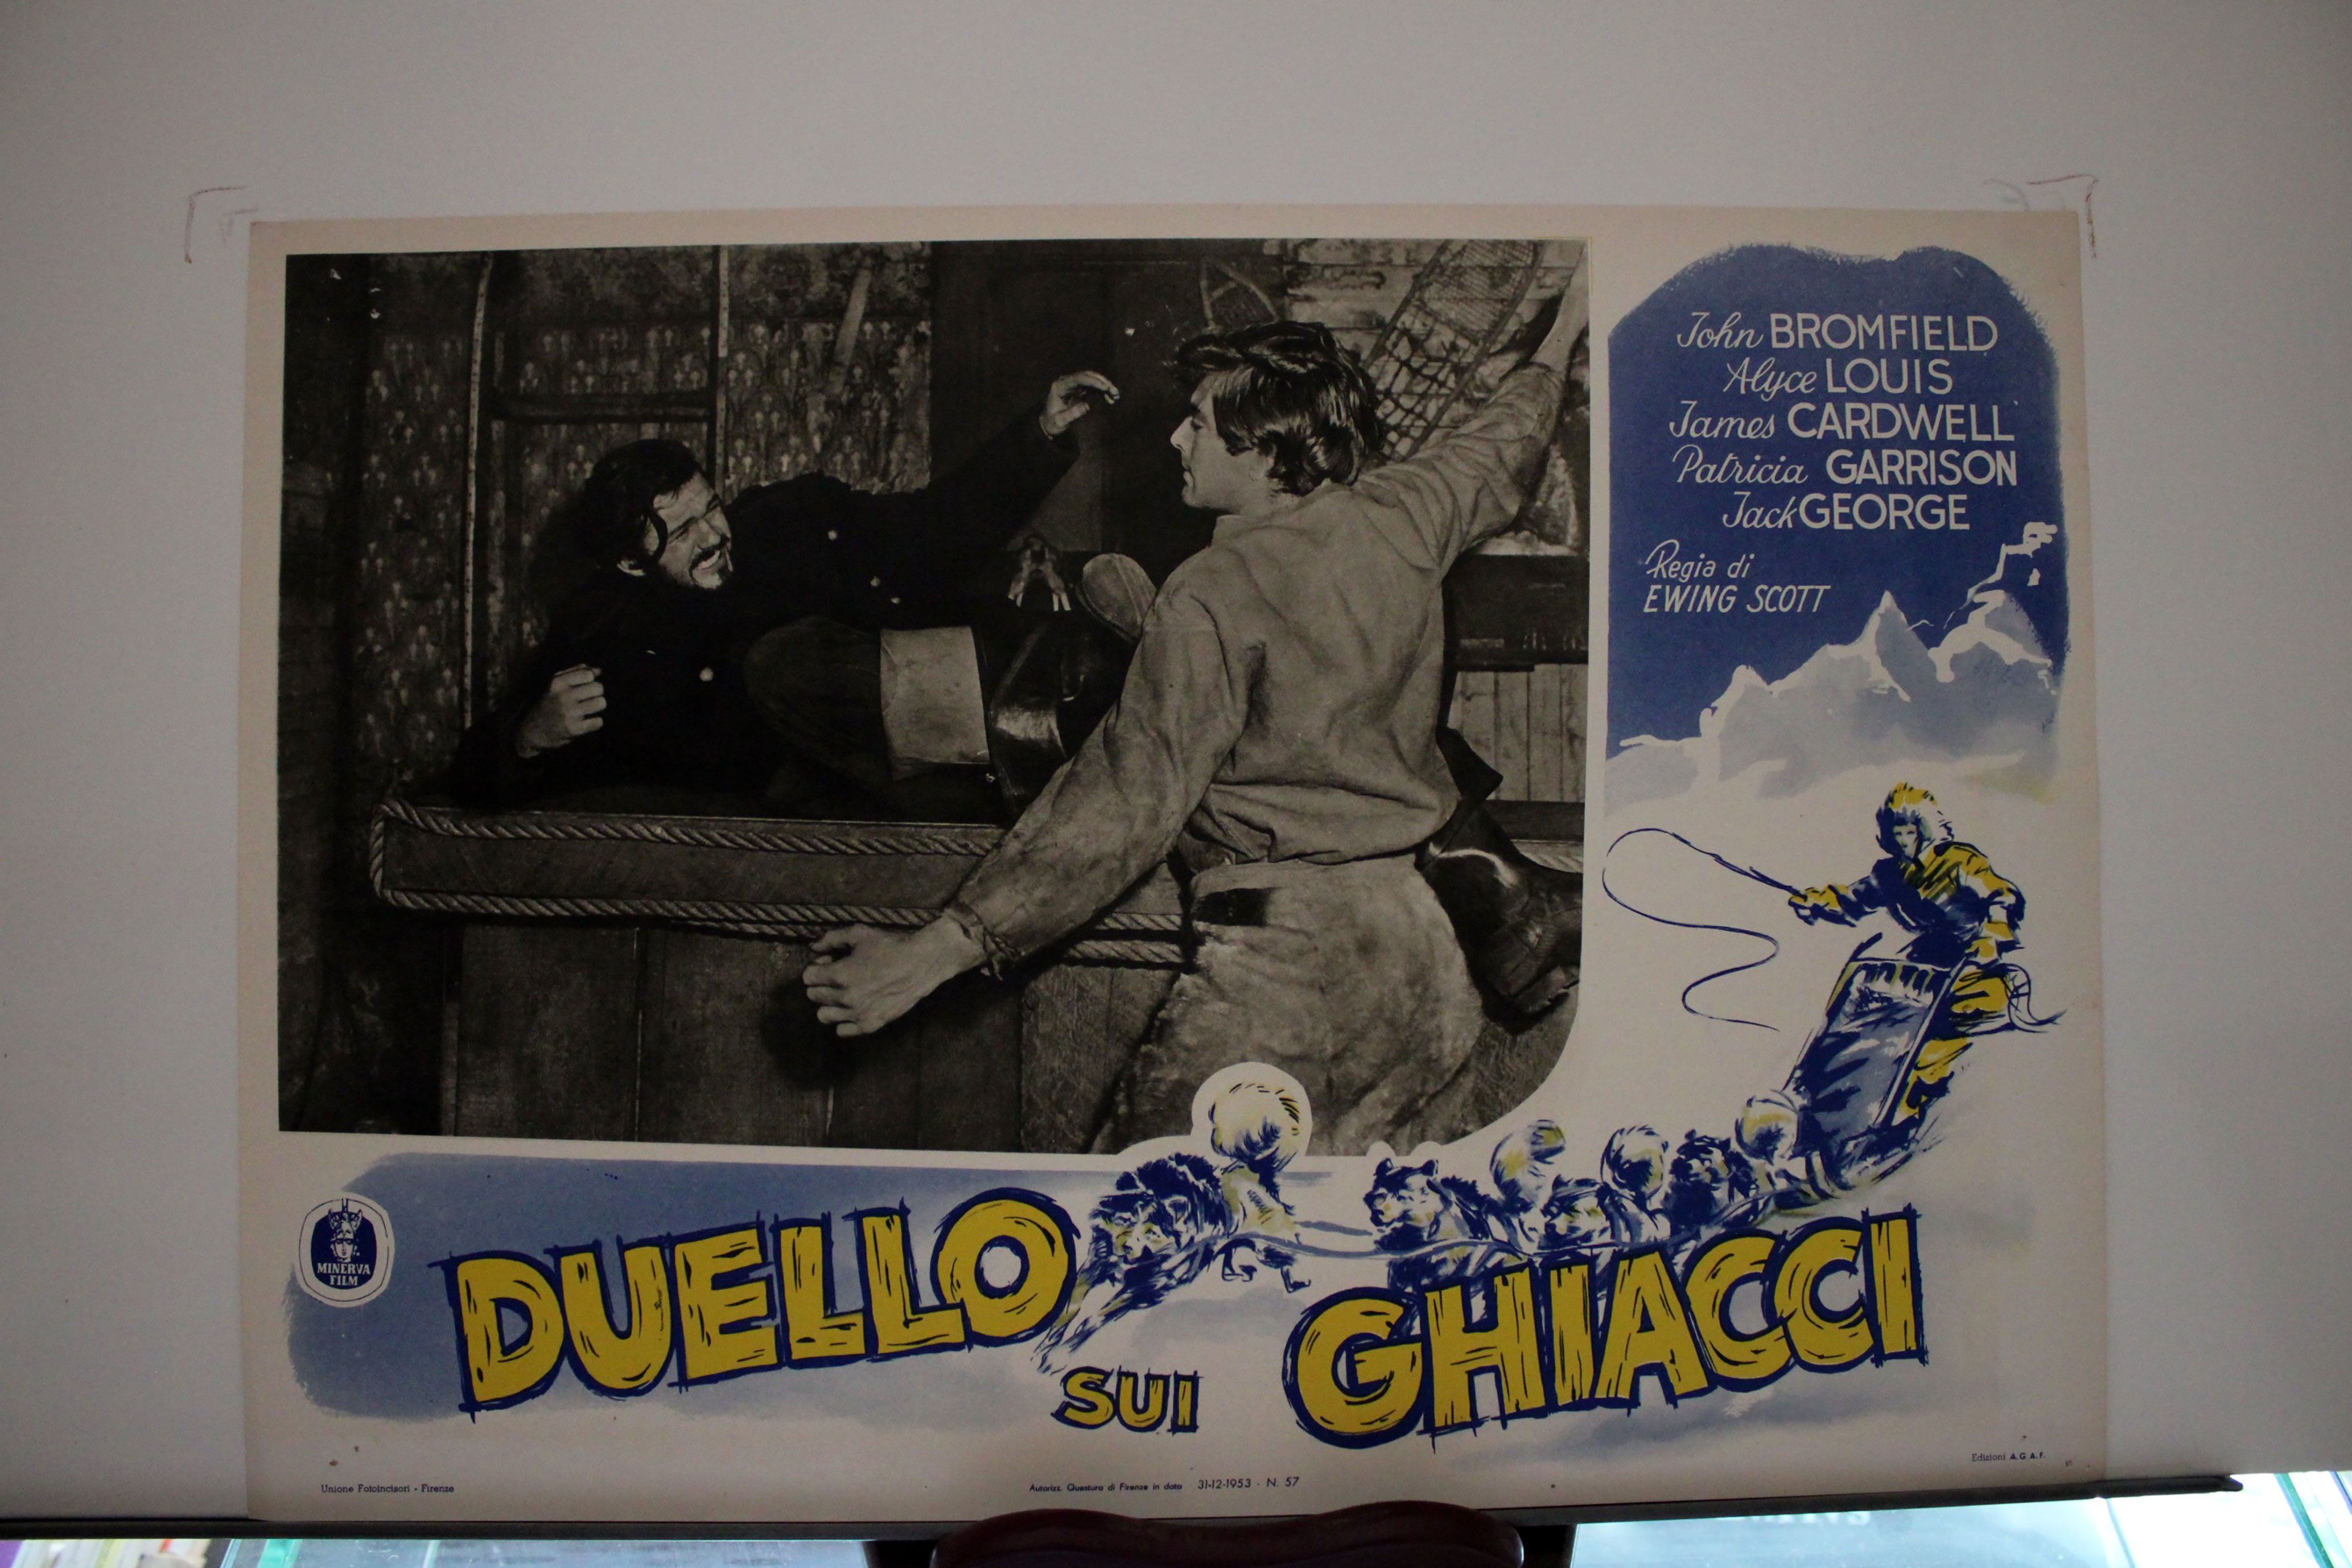 John BROMFIELD
Alyce LOUIS
James CARDWELL
Patricia GARRISON
Jack GEORGE
Regia di
EWING SCOTT
MINERVA
FILM
DUELLO
SUI
GHIACCI
Edizioni A.G.A.F.
Unione Fotoincisori - Firenze
Autorizz. Questura di Firenze in data 31-12-1953 - N. 57